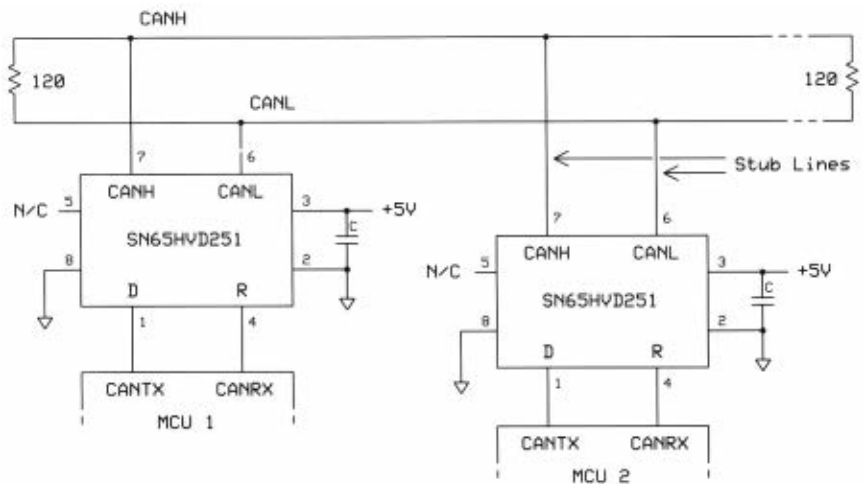 CANH
120
120
CANL
7
6
Stub Lines
5
CANH
CANL
3
N/C
+5V
SN65HVD251
C
8
2
D
R
1
4
CANTX
CANRX
MCU 1
7
6
5
CANH
CANL
3
N/C
+5V
SN65HVD251
C
8
2
D
R
1
4
CANTX
CANRX
MCU 2